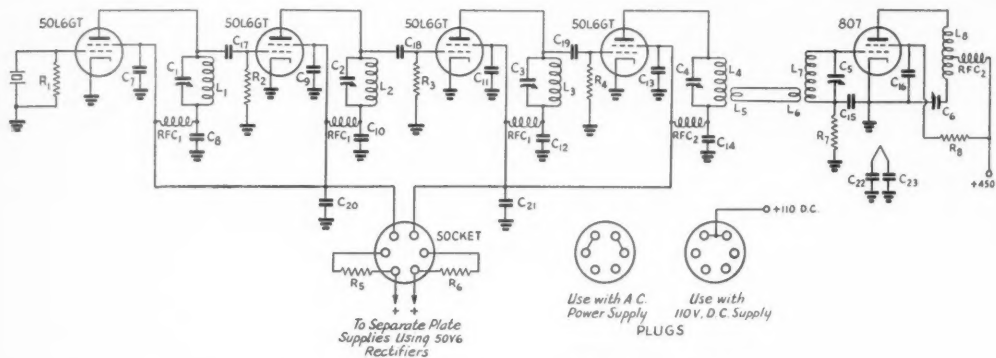 50L6GT
50L6GT
50L6GT
50L6GT
807
R1
C7
C1
L1
C17
R2
C9
C2
L2
C18
R3
C11
C3
L3
C19
R4
C13
C4
L4
L5
L6
L7
C5
C15
C16
L8
RFC2
C6
RFC1
C8
RFC1
C10
RFC1
C12
RFC2
C14
R7
R8
C22
C23
+450
C20
C21
SOCKET
R5
R6
+ +
To Separate Plate
Supplies Using 50Y6
Rectifiers
+110 D.C.
Use with A C.
Power Supply
Use with
110V. D.C. Supply
PLUGS